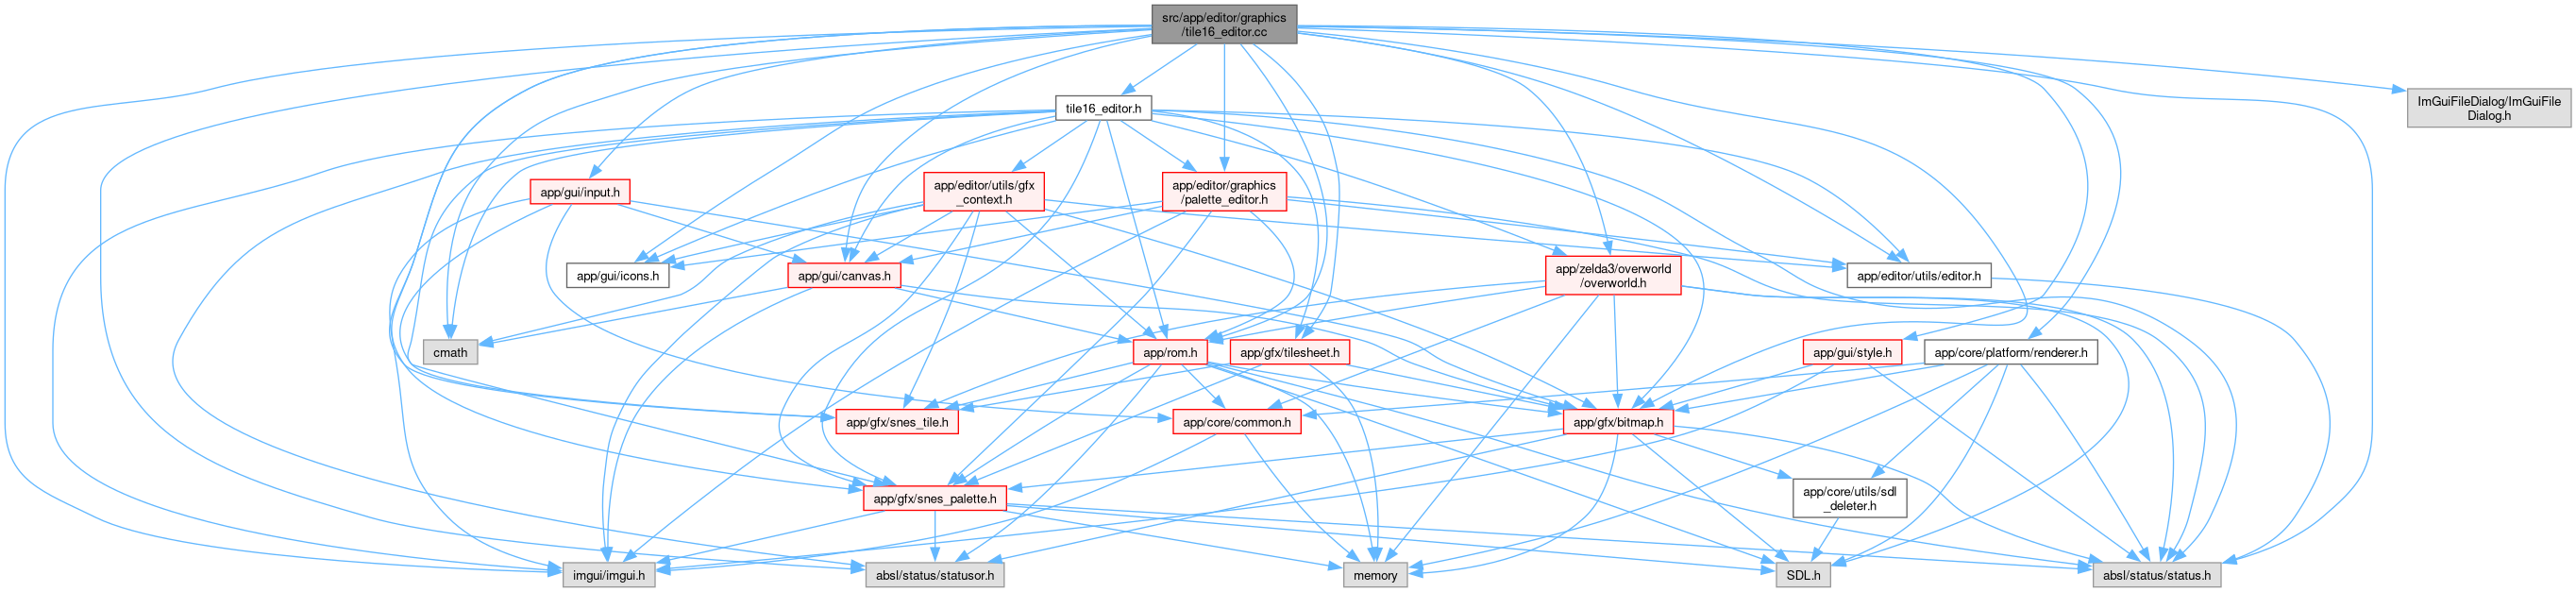 src/app/editor/graphics
/tile16_editor.cc
ImGuiFileDialog/ImGuiFile
Dialog.h
tile16_editor.h
app/gui/input.h
app/editor/utils/gfx
_context.h
app/editor/graphics
/palette_editor.h
app/gui/icons.h
app/gui/canvas.h
app/zelda3/overworld
/overworld.h
app/editor/utils/editor.h
cmath
app/rom.h
app/gfx/tilesheet.h
app/gui/style.h
app/core/platform/renderer.h
app/gfx/snes_tile.h
app/core/common.h
app/gfx/bitmap.h
app/gfx/snes_palette.h
app/core/utils/sdl
_deleter.h
imgui/imgui.h
absl/status/statusor.h
memory
SDL.h
absl/status/status.h